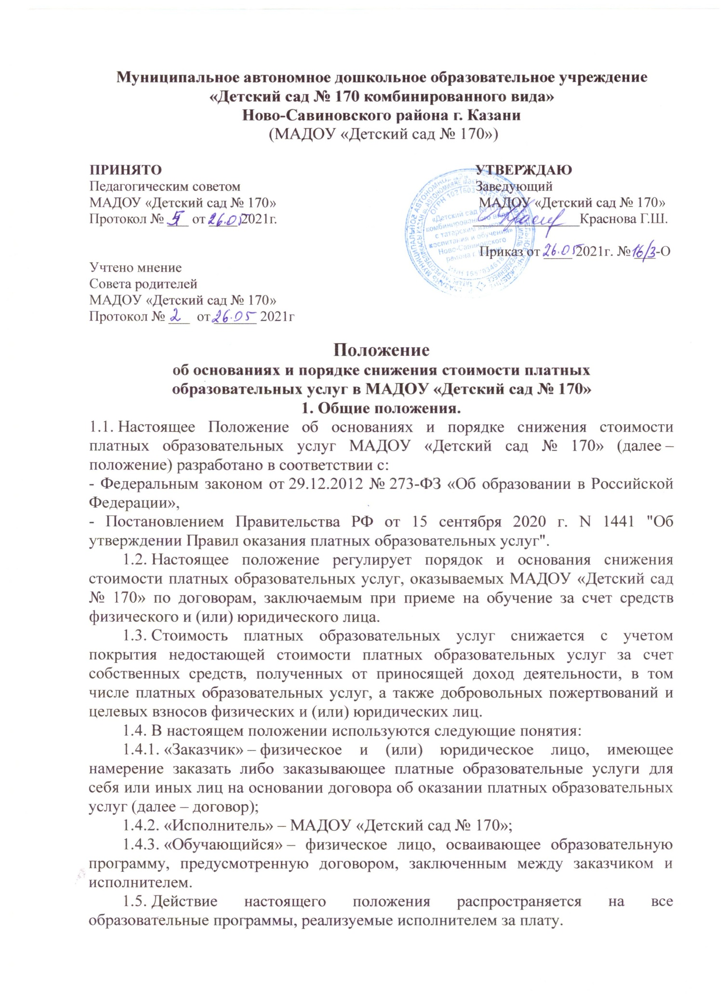 Муниципальное автономное дошкольное образовательное учреждение
«Детский сад № 170 комбинированного вида»
Ново-Савиновского района г. Казани
(МАДОУ «Детский сад № 170»)
ПРИНЯТО
Педагогическим советом
МАДОУ «Детский сад № 170»
Протокол № 5 от 26.05 2021г.
Учтено мнение
Совета родителей
МАДОУ «Детский сад № 170»
Протокол № 2 от 26.05 2021г
УТВЕРЖДАЮ
Заведующий
МАДОУ «Детский сад № 170»
Краснова Г.Ш.
Приказ от 26.05 2021г. № 16/3-О
«Детский сад № 170
комбинированного вида
с татарским языком
воспитания и обучения»
Ново-Савиновского
района г. Казани
Положение
об основаниях и порядке снижения стоимости платных
образовательных услуг в МАДОУ «Детский сад № 170»
1. Общие положения.
1.1. Настоящее Положение об основаниях и порядке снижения стоимости
платных образовательных услуг МАДОУ «Детский сад № 170» (далее –
положение) разработано в соответствии с:
- Федеральным законом от 29.12.2012 № 273-ФЗ «Об образовании в Российской
Федерации»,
- Постановлением Правительства РФ от 15 сентября 2020 г. N 1441 "Об
утверждении Правил оказания платных образовательных услуг".
1.2. Настоящее положение регулирует порядок и основания снижения
стоимости платных образовательных услуг, оказываемых МАДОУ «Детский сад
№ 170» по договорам, заключаемым при приеме на обучение за счет средств
физического и (или) юридического лица.
1.3. Стоимость платных образовательных услуг снижается с учетом
покрытия недостающей стоимости платных образовательных услуг за счет
собственных средств, полученных от приносящей доход деятельности, в том
числе платных образовательных услуг, а также добровольных пожертвований и
целевых взносов физических и (или) юридических лиц.
1.4. В настоящем положении используются следующие понятия:
1.4.1. «Заказчик» – физическое и (или) юридическое лицо, имеющее
намерение заказать либо заказывающее платные образовательные услуги для
себя или иных лиц на основании договора об оказании платных образовательных
услуг (далее – договор);
1.4.2. «Исполнитель» – МАДОУ «Детский сад № 170»;
1.4.3. «Обучающийся» – физическое лицо, осваивающее образовательную
программу, предусмотренную договором, заключенным между заказчиком и
исполнителем.
1.5. Действие настоящего положения распространяется на все
образовательные программы, реализуемые исполнителем за плату.